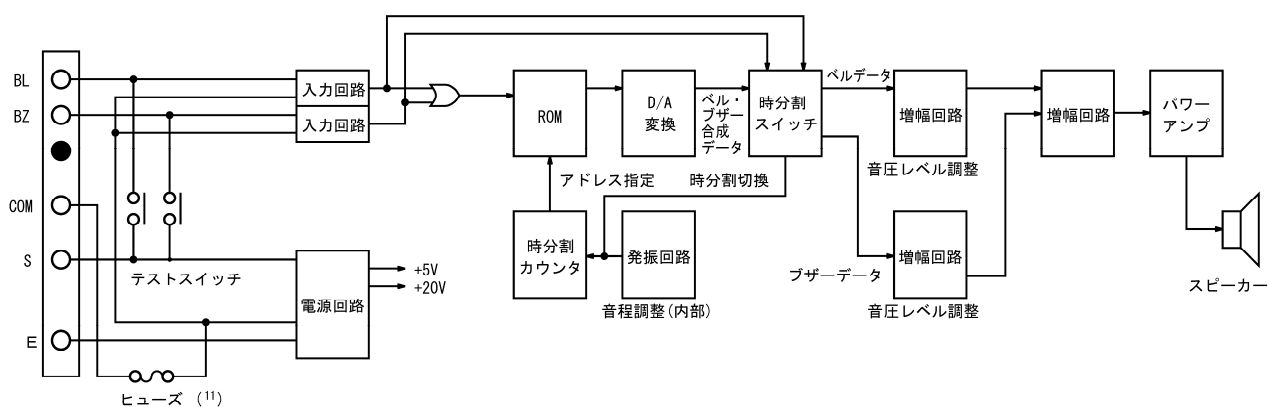 BL
BZ
COM
S
E
入力回路
入力回路
テストスイッチ
電源回路
+5V
+20V
ヒューズ (11)
ROM
D/A
変換
ベル・
ブザー
合成
データ
時分割
スイッチ
ベルデータ
増幅回路
音圧レベル調整
増幅回路
パワー
アンプ
アドレス指定
時分割切換
時分割
カウンタ
発振回路
音程調整(内部)
ブザーデータ
増幅回路
音圧レベル調整
スピーカー